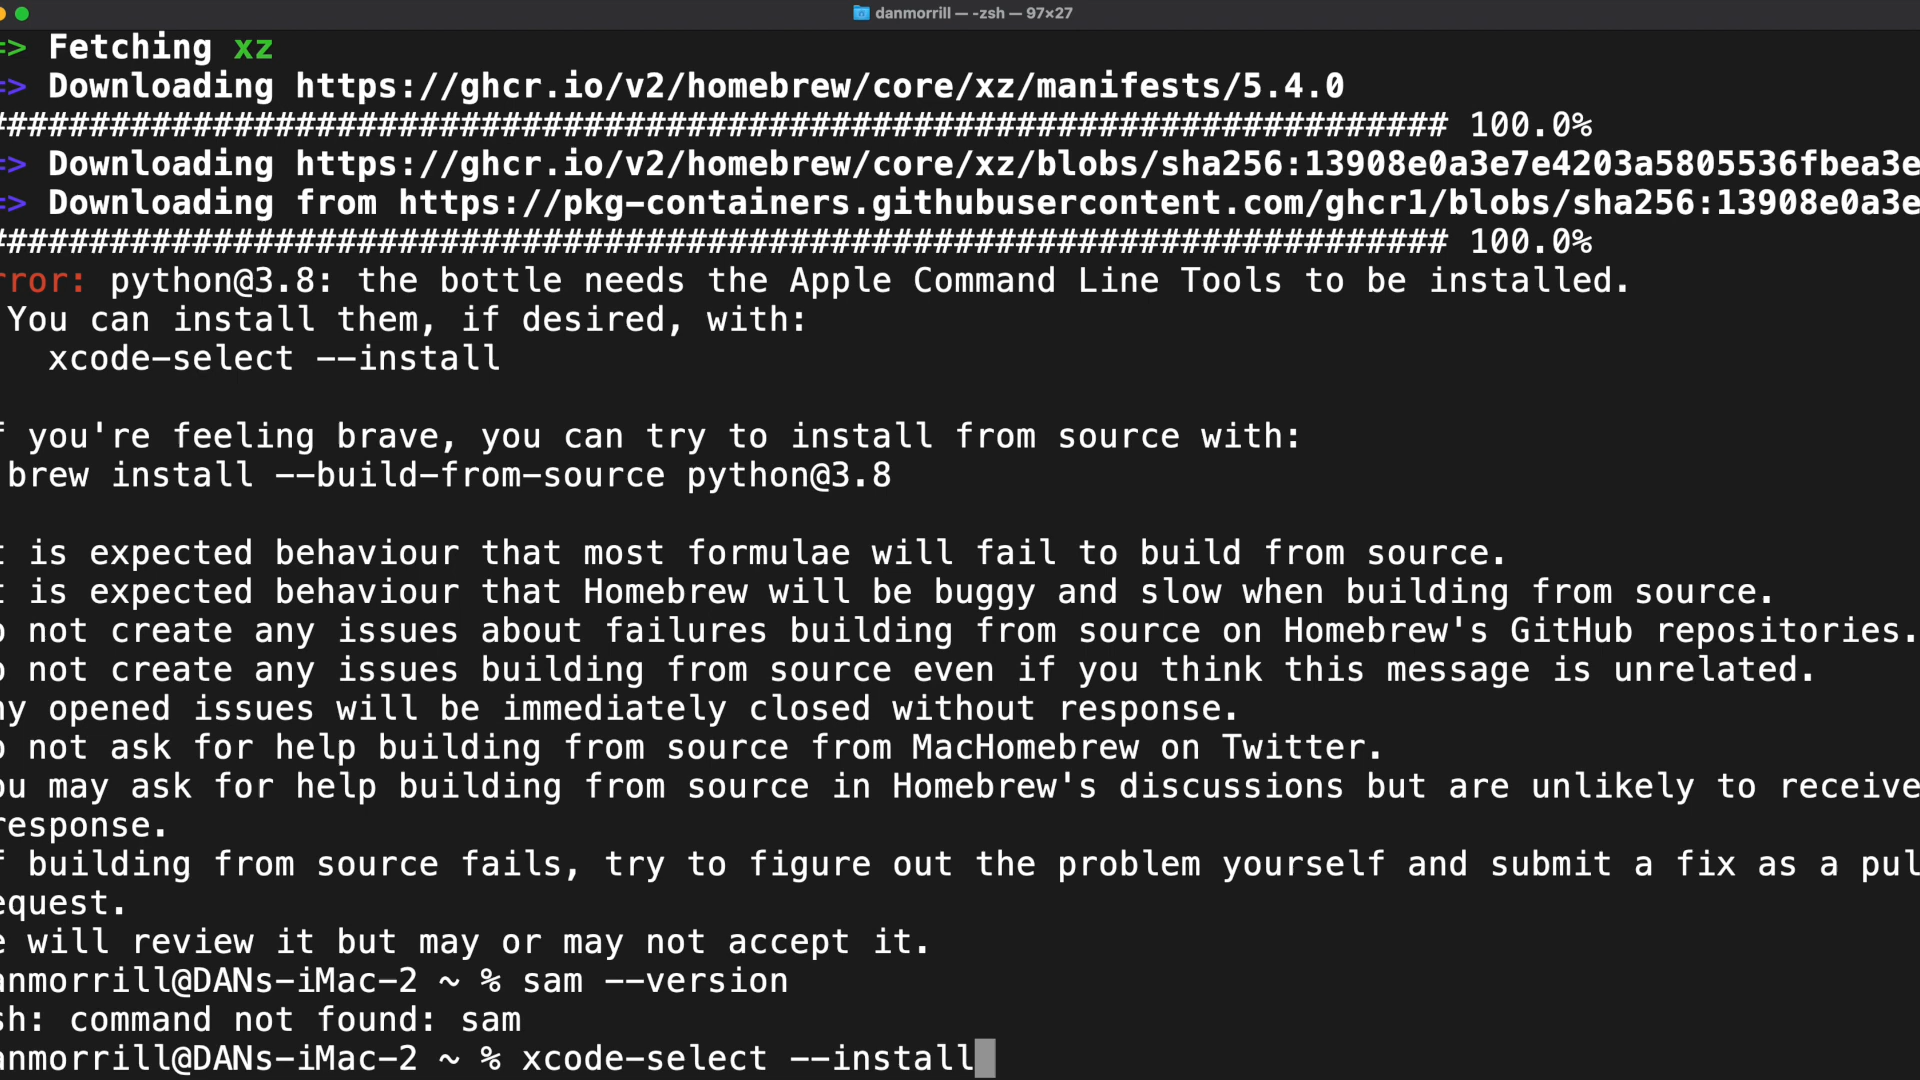 danmorrill — -zsh — 97×27
=> Fetching xz
=> Downloading https://ghcr.io/v2/homebrew/core/xz/manifests/5.4.0
####################################################################### 100.0%
=> Downloading https://ghcr.io/v2/homebrew/core/xz/blobs/sha256:13908e0a3e7e4203a5805536fbea3e
=> Downloading from https://pkg-containers.githubusercontent.com/ghcr1/blobs/sha256:13908e0a3e
####################################################################### 100.0%
rror: python@3.8: the bottle needs the Apple Command Line Tools to be installed.
You can install them, if desired, with:
xcode-select --install
f you're feeling brave, you can try to install from source with:
brew install --build-from-source python@3.8
t is expected behaviour that most formulae will fail to build from source.
t is expected behaviour that Homebrew will be buggy and slow when building from source.
o not create any issues about failures building from source on Homebrew's GitHub repositories.
o not create any issues building from source even if you think this message is unrelated.
ny opened issues will be immediately closed without response.
o not ask for help building from source from MacHomebrew on Twitter.
ou may ask for help building from source in Homebrew's discussions but are unlikely to receive
response.
f building from source fails, try to figure out the problem yourself and submit a fix as a pul
equest.
e will review it but may or may not accept it.
anmorrill@DANs-iMac-2 ~ % sam --version
sh: command not found: sam
anmorrill@DANs-iMac-2 ~ % xcode-select --install